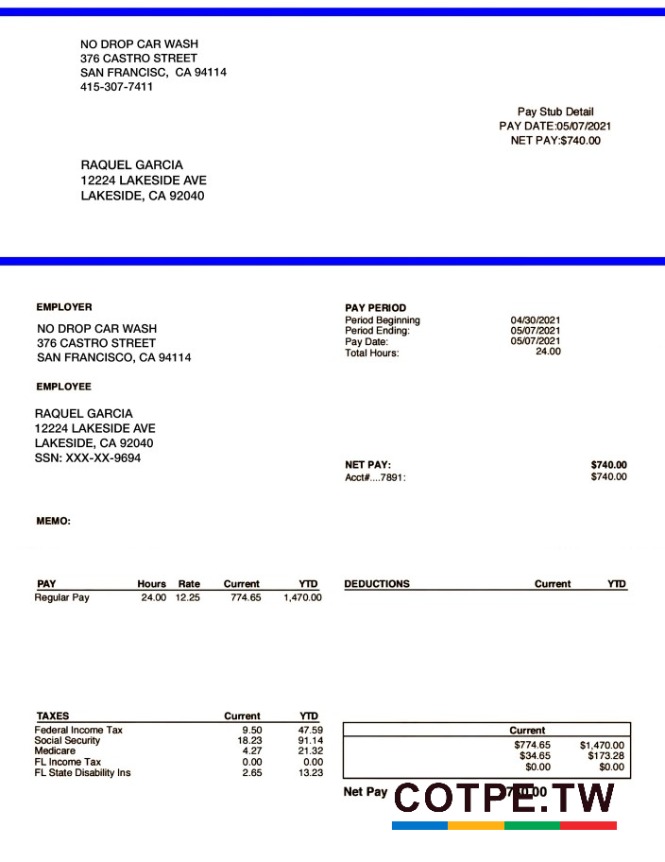 NO DROP CAR WASH
376 CASTRO STREET
SAN FRANCISC, CA 94114
415-307-7411
Pay Stub Detail
PAY DATE:05/07/2021
NET PAY:$740.00
RAQUEL GARCIA
12224 LAKESIDE AVE
LAKESIDE, CA 92040
EMPLOYER
NO DROP CAR WASH
376 CASTRO STREET
SAN FRANCISCO, CA 94114
PAY PERIOD
Period Beginning 04/30/2021
Period Ending: 05/07/2021
Pay Date: 05/07/2021
Total Hours: 24.00
EMPLOYEE
RAQUEL GARCIA
12224 LAKESIDE AVE
LAKESIDE, CA 92040
SSN: XXX-XX-9694
NET PAY: $740.00
Acct#....7891: $740.00
MEMO:
PAY Hours Rate Current YTD
Regular Pay 24.00 12.25 774.65 1,470.00
DEDUCTIONS Current YTD
TAXES Current YTD
Federal Income Tax 9.50 47.59
Social Security 18.23 91.14
Medicare 4.27 21.32
FL Income Tax 0.00 0.00
FL State Disability Ins 2.65 13.23
Current
$774.65 $1,470.00
$34.65 $173.28
$0.00 $0.00
Net Pay
COTPE.TW